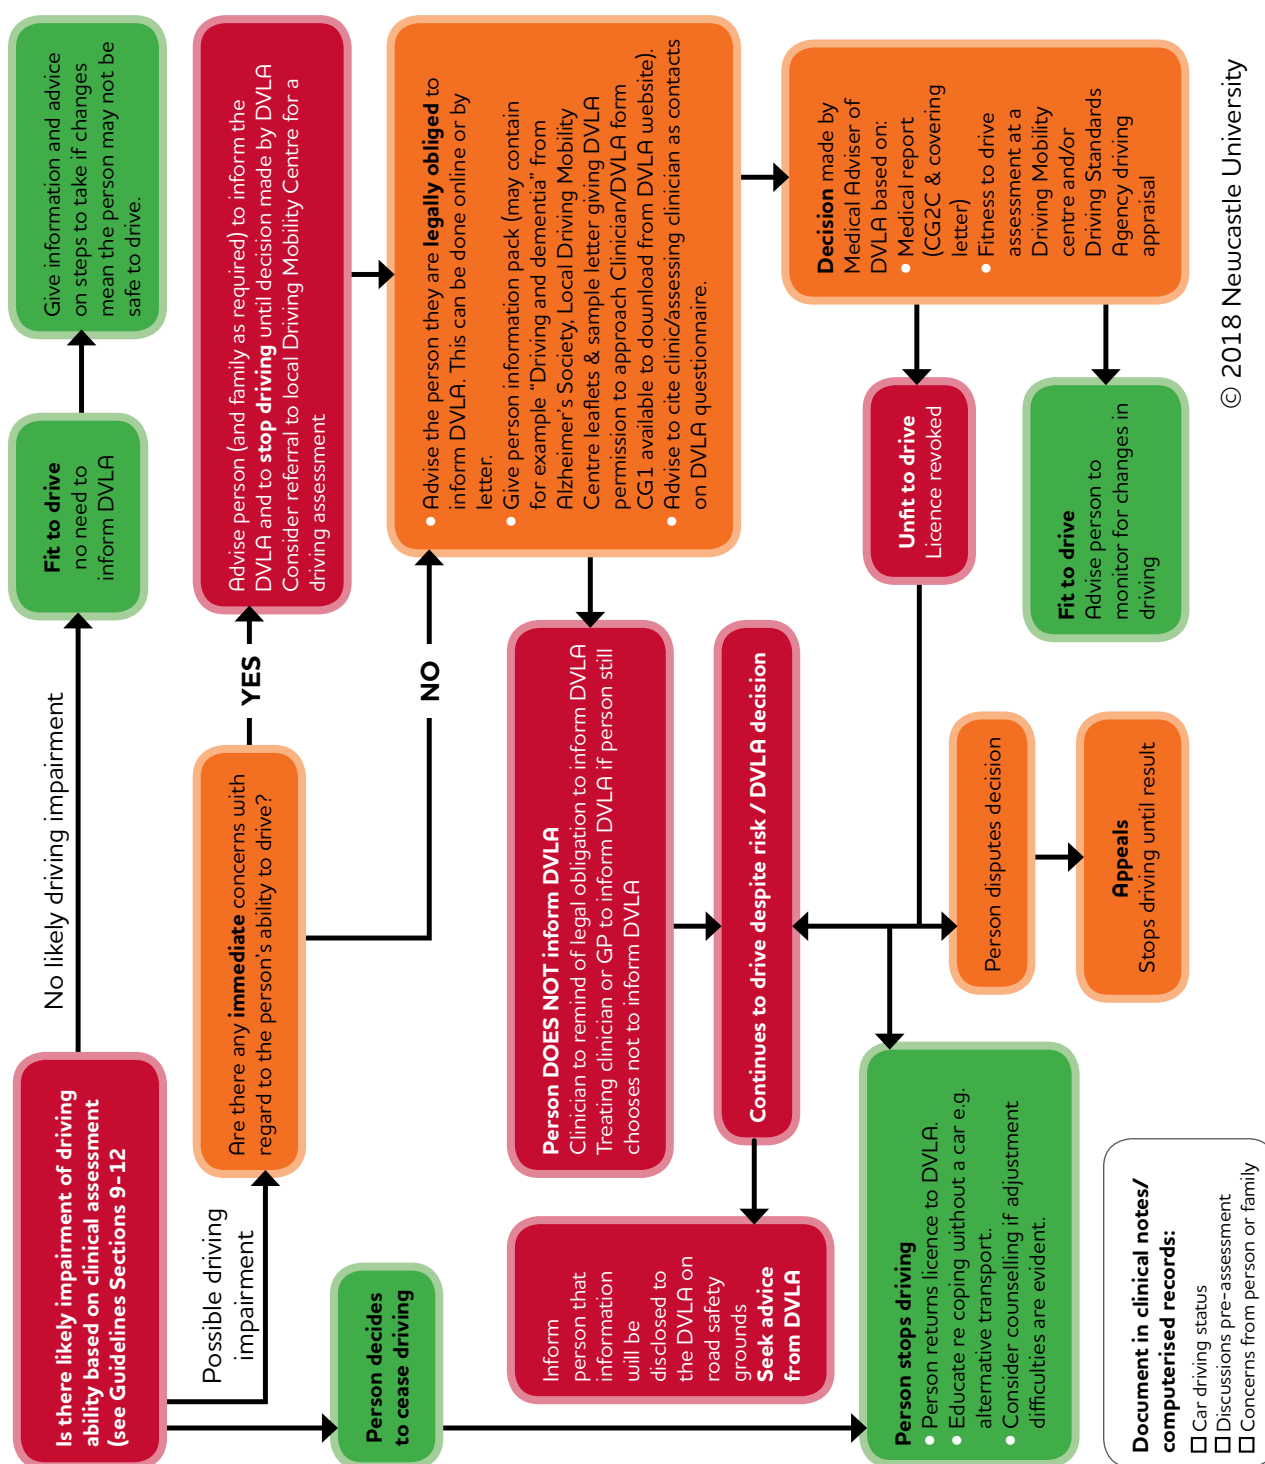 Is there likely impairment of driving
ability based on clinical assessment
(see Guidelines Sections 9–12
No likely driving impairment
Fit to drive
no need to
inform DVLA
Give information and advice
on steps to take if changes
mean the person may not be
safe to drive.
Possible driving
impairment
Are there any immediate concerns with
regard to the person's ability to drive?
YES
Advise person (and family as required) to inform the
DVLA and to stop driving until decision made by DVLA
Consider referral to local Driving Mobility Centre for a
driving assessment
NO
• Advise the person they are legally obliged to
inform DVLA. This can be done online or by
letter.
• Give person information pack (may contain
for example “Driving and dementia” from
Alzheimer's Society, Local Driving Mobility
Centre leaflets & sample letter giving DVLA
permission to approach Clinician/DVLA form
CG1 available to download from DVLA website).
• Advise to cite clinic/assessing clinician as contacts
on DVLA questionnaire.
Person decides
to cease driving
Person DOES NOT inform DVLA
Clinician to remind of legal obligation to inform DVLA
Treating clinician or GP to inform DVLA if person still
chooses not to inform DVLA
Inform
person that
information
will be
disclosed to
the DVLA on
road safety
grounds
Seek advice
from DVLA
Continues to drive despite risk / DVLA decision
Decision made by
Medical Adviser of
DVLA based on:
• Medical report
(CG2C & covering
letter)
• Fitness to drive
assessment at a
Driving Mobility
centre and/or
Driving Standards
Agency driving
appraisal
Unfit to drive
Licence revoked
Fit to drive
Advise person to
monitor for changes in
driving
Person stops driving
• Person returns licence to DVLA.
• Educate re coping without a car e.g.
alternative transport.
• Consider counselling if adjustment
difficulties are evident.
Person disputes decision
Appeals
Stops driving until result
Document in clinical notes/
computerised records:
☐ Car driving status
☐ Discussions pre-assessment
☐ Concerns from person or family
© 2018 Newcastle University